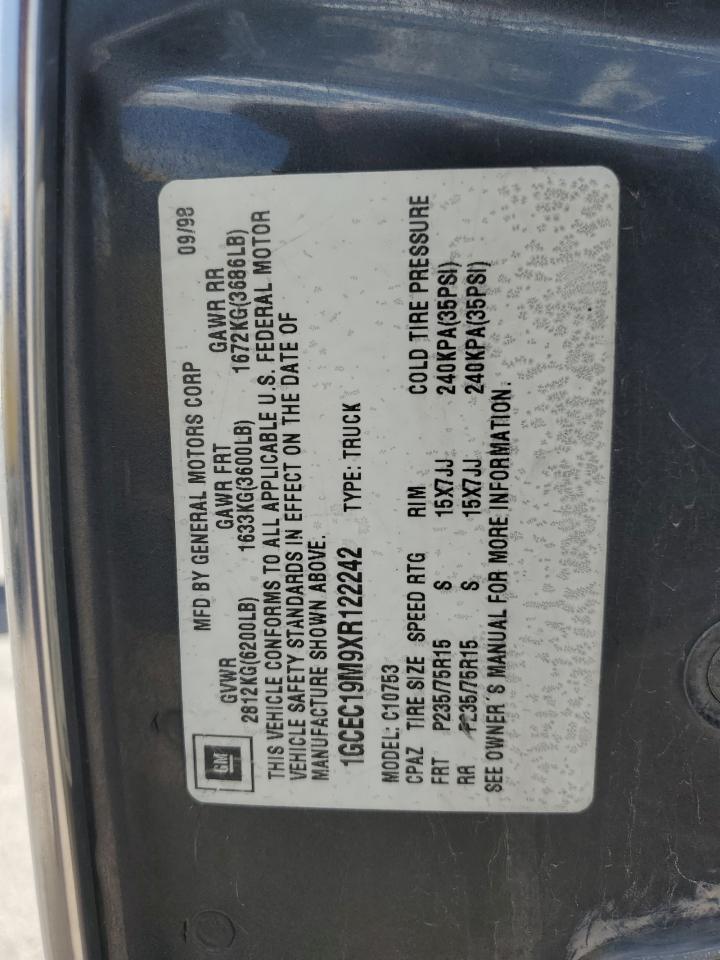 MFD BY GENERAL MOTORS CORP 09/98
GM
GVWR GAWR FRT GAWR RR
2812KG(6200LB) 1633KG(3600LB) 1672KG(3686LB)
THIS VEHICLE CONFORMS TO ALL APPLICABLE U.S. FEDERAL MOTOR
VEHICLE SAFETY STANDARDS IN EFFECT ON THE DATE OF
MANUFACTURE SHOWN ABOVE.
1GCEC19M9XR122242 TYPE: TRUCK
MODEL: C10753
CPAZ TIRE SIZE SPEED RTG RIM COLD TIRE PRESSURE
FRT P235/75R15 S 15X7JJ 240KPA(35PSI)
RR P235/75R15 S 15X7JJ 240KPA(35PSI)
SEE OWNER'S MANUAL FOR MORE INFORMATION.